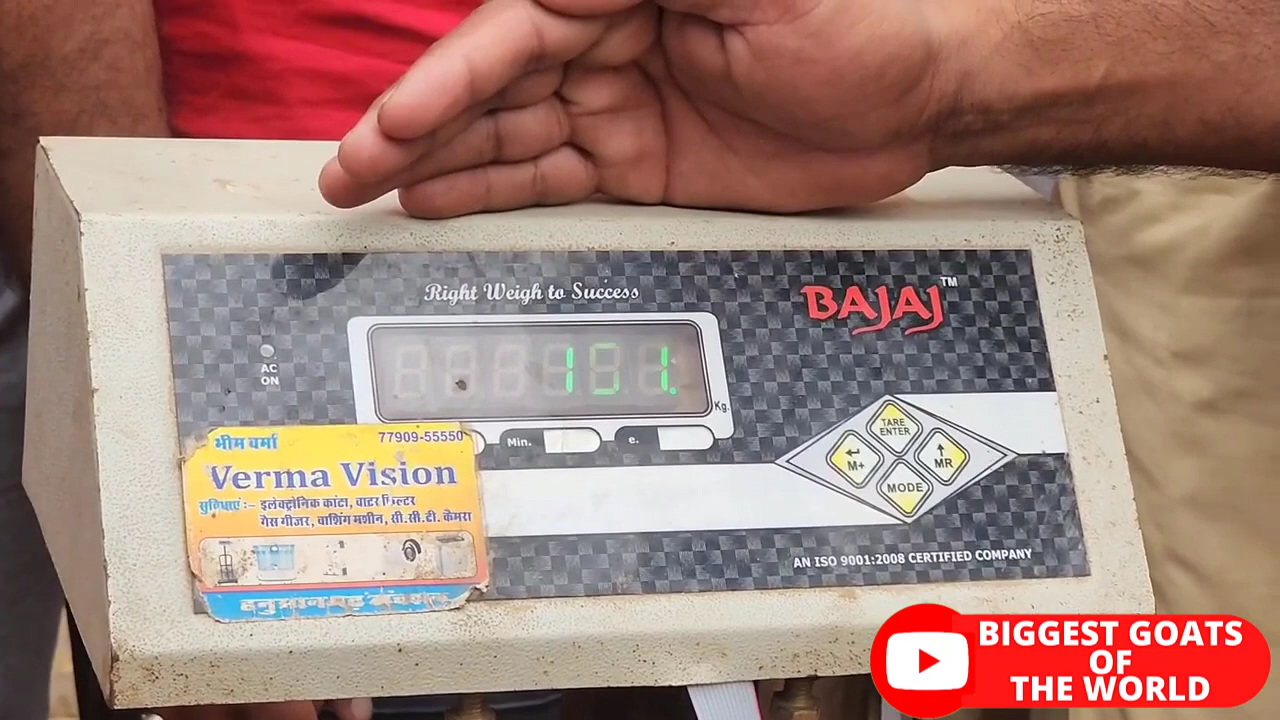 Right Weigh to Success
BAJAJ™
AC
ON
Kg.
Min.
e.
TARE
ENTER
M+
MR
MODE
भीम वर्मा
77909-55550
Verma Vision
सुविधाएं :- इलेक्ट्रोनिक कांटा, वाटर फिल्टर
गैस गीजर, वाशिंग मशीन, सी.सी.टी. कैमरा
AN ISO 9001:2008 CERTIFIED COMPANY
BIGGEST GOATS
OF
THE WORLD